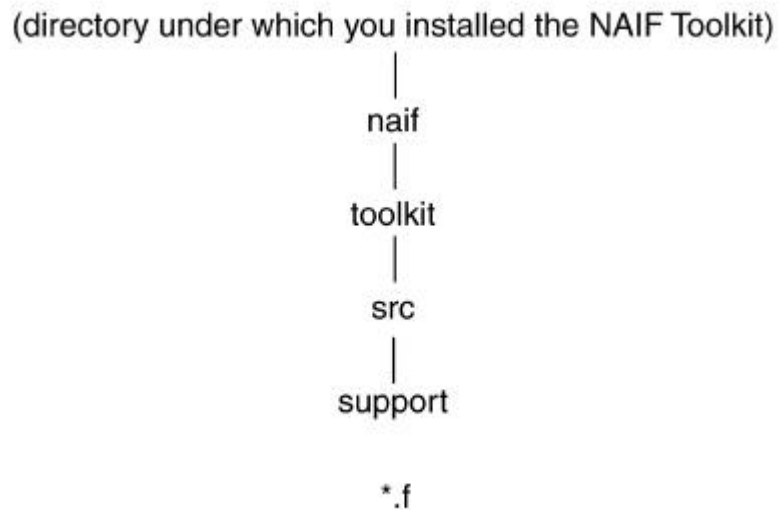 (directory under which you installed the NAIF Toolkit)
naif
toolkit
src
support
*.f